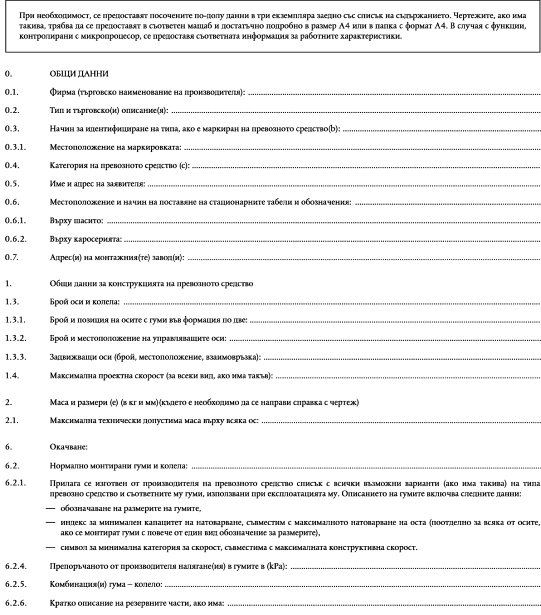 При необходимост, се предоставят посочените по-долу данни в три екземпляра заедно със списък на съдържанието. Чертежите, ако има
такива, трябва да се предоставят в съответен мащаб и достатъчно подробно в размер А4 или в папка с формат А4. В случая с функции,
контролирани с микропроцесор, се предоставя съответната информация за работните характеристики.
0. ОБЩИ ДАННИ
0.1. Фирма (търговско наименование на производителя):
0.2. Тип и търговско(и) описание(я):
0.3. Начин за идентифициране на типа, ако е маркиран на превозното средство(b):
0.3.1. Местоположение на маркировката:
0.4. Категория на превозното средство (c):
0.5. Име и адрес на заявителя:
0.6. Местоположение и начин на поставяне на стационарните табели и обозначения:
0.6.1. Върху шасито:
0.6.2. Върху каросерията:
0.7. Адрес(и) на монтажния(те) завод(и):
1. Общи данни за конструкцията на превозното средство
1.3. Брой оси и колела:
1.3.1. Брой и позиция на осите с гуми във формация по две:
1.3.2. Брой и местоположение на управляващите оси:
1.3.3. Задвижващи оси (брой, местоположение, взаимовръзка):
1.4. Максимална проектна скорост (за всеки вид, ако има такъв):
2. Маса и размери (е) (в кг и мм)(където е необходимо да се направи справка с чертеж)
2.1. Максимална технически допустима маса върху всяка ос:
6. Окачване:
6.2. Нормално монтирани гуми и колела:
6.2.1. Прилага се изготвен от производителя на превозното средство списък с всички възможни варианти (ако има такива) на типа
превозно средство и съответните му гуми, използвани при експлоатацията му. Описанието на гумите включва следните данни:
— обозначаване на размерите на гумите,
— индекс за минимален капацитет на натоварване, съвместим с максималното натоварване на оста (поотделно за всяка от осите,
ако се монтират гуми с повече от един вид обозначение за размерите),
— символ за минимална категория за скорост, съвместима с максималната конструктивна скорост.
6.2.4. Препоръчаното от производителя налягане(ия) в гумите в (kPa):
6.2.5. Комбинация(и) гума – колело:
6.2.6. Кратко описание на резервните части, ако има: